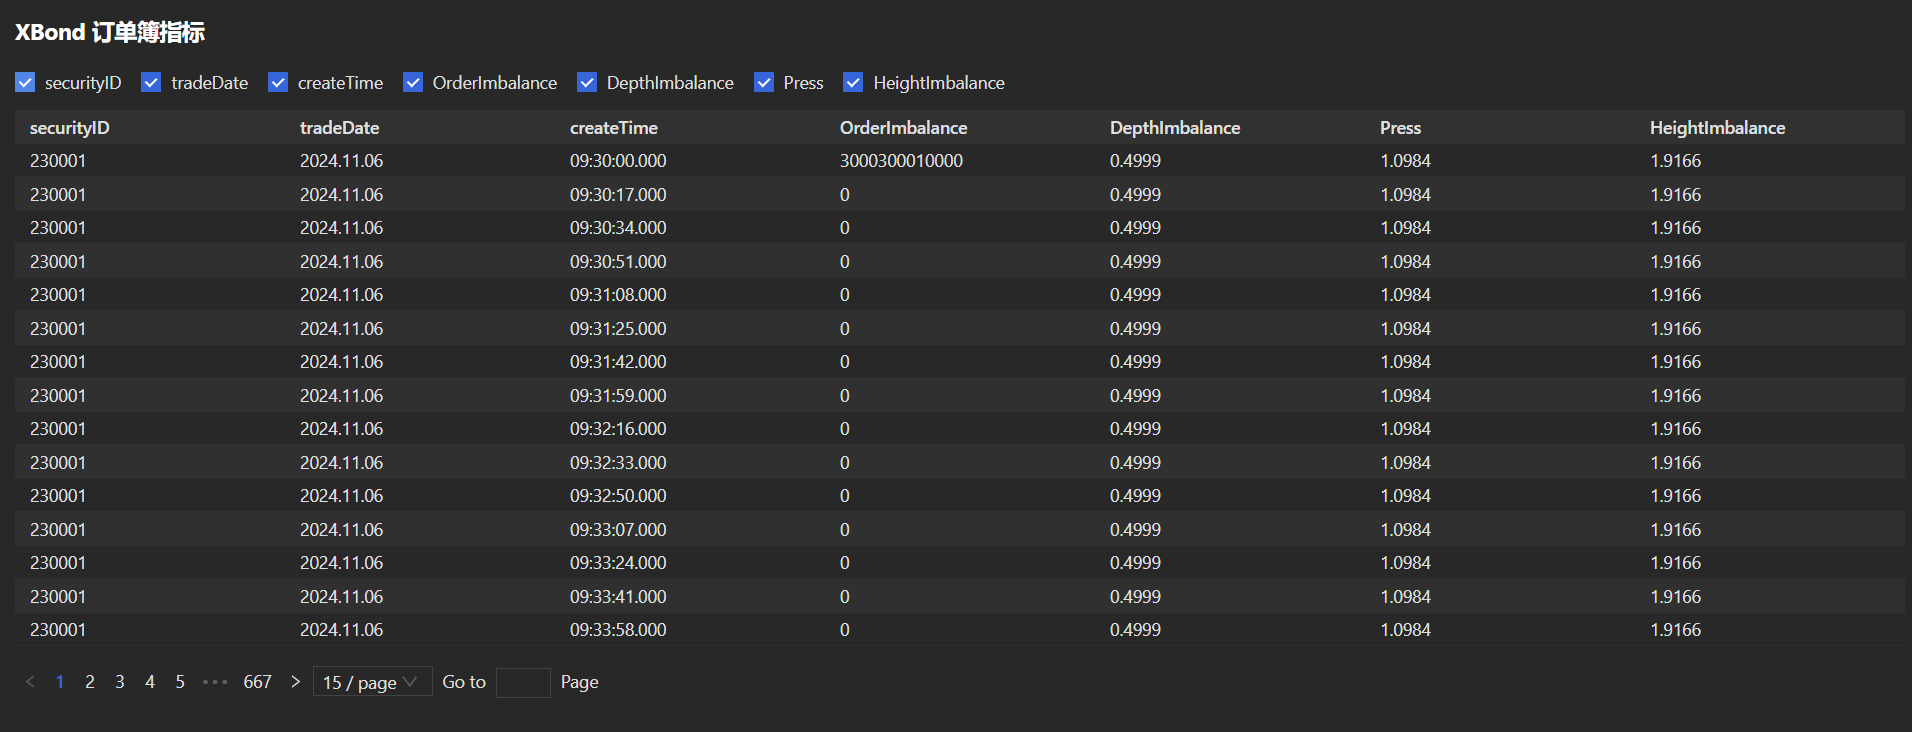 XBond 订单簿指标
securityID tradeDate createTime OrderImbalance DepthImbalance Press HeightImbalance
securityID tradeDate createTime OrderImbalance DepthImbalance Press HeightImbalance
230001 2024.11.06 09:30:00.000 3000300010000 0.4999 1.0984 1.9166
230001 2024.11.06 09:30:17.000 0 0.4999 1.0984 1.9166
230001 2024.11.06 09:30:34.000 0 0.4999 1.0984 1.9166
230001 2024.11.06 09:30:51.000 0 0.4999 1.0984 1.9166
230001 2024.11.06 09:31:08.000 0 0.4999 1.0984 1.9166
230001 2024.11.06 09:31:25.000 0 0.4999 1.0984 1.9166
230001 2024.11.06 09:31:42.000 0 0.4999 1.0984 1.9166
230001 2024.11.06 09:31:59.000 0 0.4999 1.0984 1.9166
230001 2024.11.06 09:32:16.000 0 0.4999 1.0984 1.9166
230001 2024.11.06 09:32:33.000 0 0.4999 1.0984 1.9166
230001 2024.11.06 09:32:50.000 0 0.4999 1.0984 1.9166
230001 2024.11.06 09:33:07.000 0 0.4999 1.0984 1.9166
230001 2024.11.06 09:33:24.000 0 0.4999 1.0984 1.9166
230001 2024.11.06 09:33:41.000 0 0.4999 1.0984 1.9166
230001 2024.11.06 09:33:58.000 0 0.4999 1.0984 1.9166
< 1 2 3 4 5 ••• 667 > 15 / page Go to Page